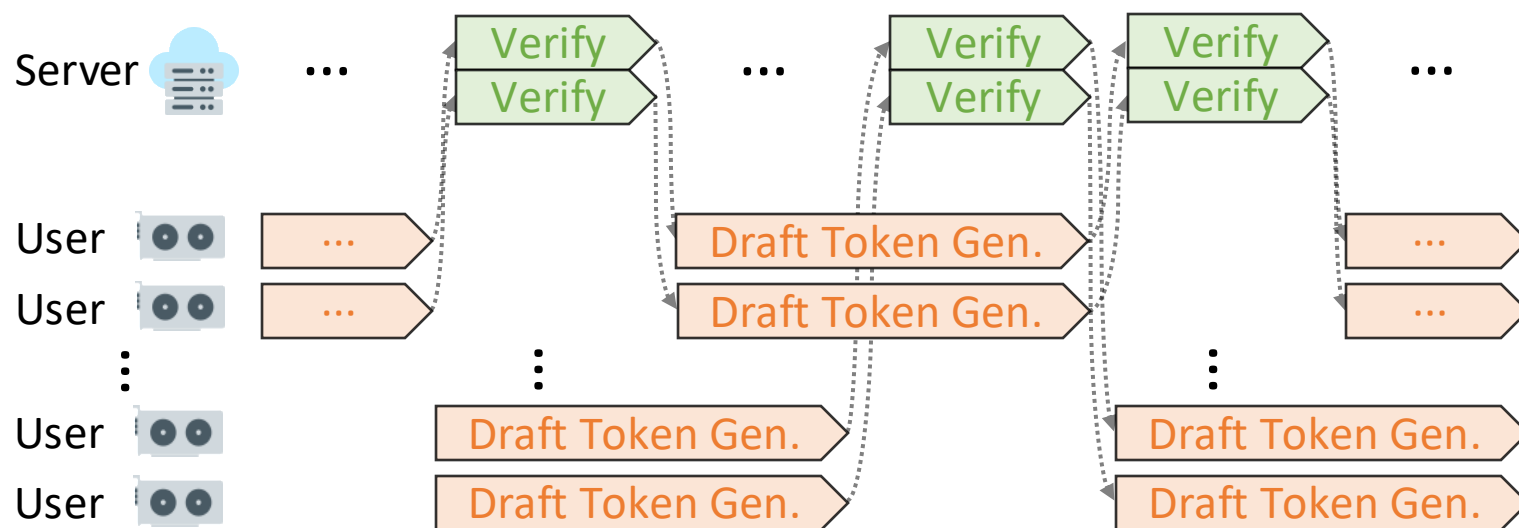 Verify Verify Verify
Server ... ... ...
Verify Verify Verify
User ... Draft Token Gen. ...
User ... Draft Token Gen. ...
User Draft Token Gen. Draft Token Gen.
User Draft Token Gen. Draft Token Gen.